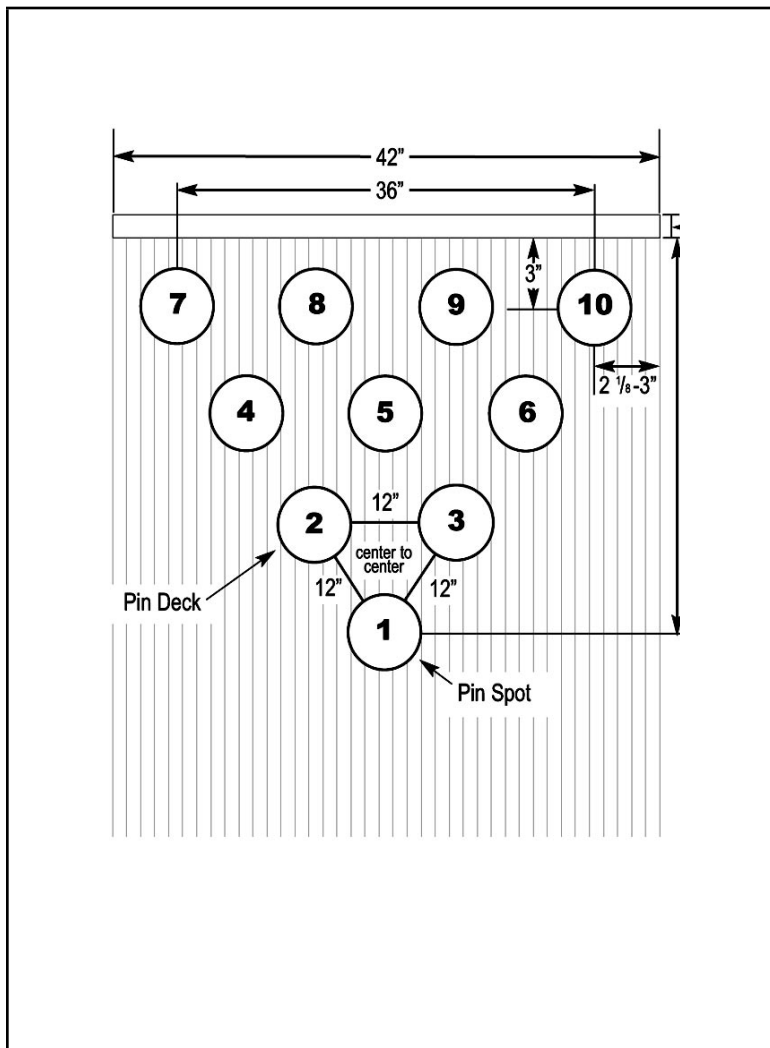 42”
36”
3”
7 8 9 10
2 1/8-3”
4 5 6
12”
2 3
center to
center
12” 12”
Pin Deck
1
Pin Spot